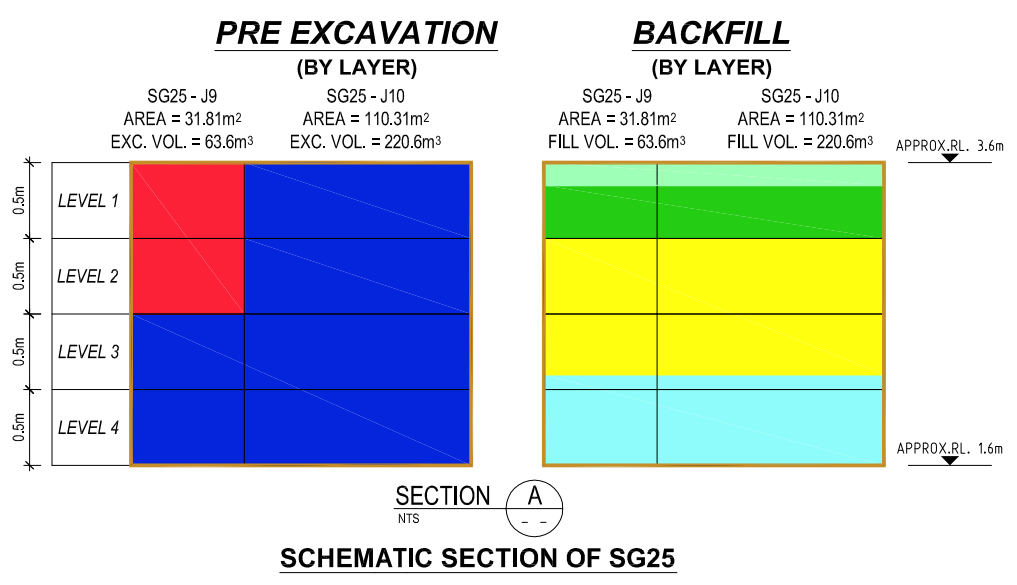 PRE EXCAVATION
(BY LAYER)
SG25 - J9
AREA = 31.81m²
EXC. VOL. = 63.6m³
SG25 - J10
AREA = 110.31m²
EXC. VOL. = 220.6m³
BACKFILL
(BY LAYER)
SG25 - J9
AREA = 31.81m²
FILL VOL. = 63.6m³
SG25 - J10
AREA = 110.31m²
FILL VOL. = 220.6m³
APPROX.RL. 3.6m
0.5m
LEVEL 1
0.5m
LEVEL 2
0.5m
LEVEL 3
0.5m
LEVEL 4
APPROX.RL. 1.6m
SECTION
NTS
A
- -
SCHEMATIC SECTION OF SG25